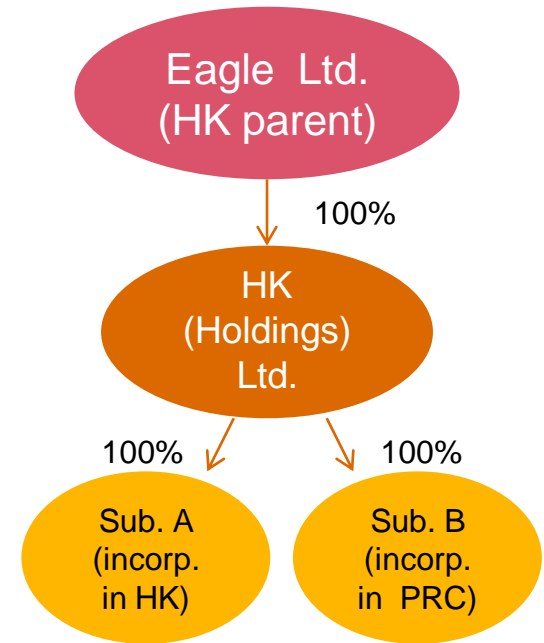 Eagle Ltd.
(HK parent)
100%
HK
(Holdings)
Ltd.
100%
100%
Sub. A
(incorp.
in HK)
Sub. B
(incorp.
in PRC)